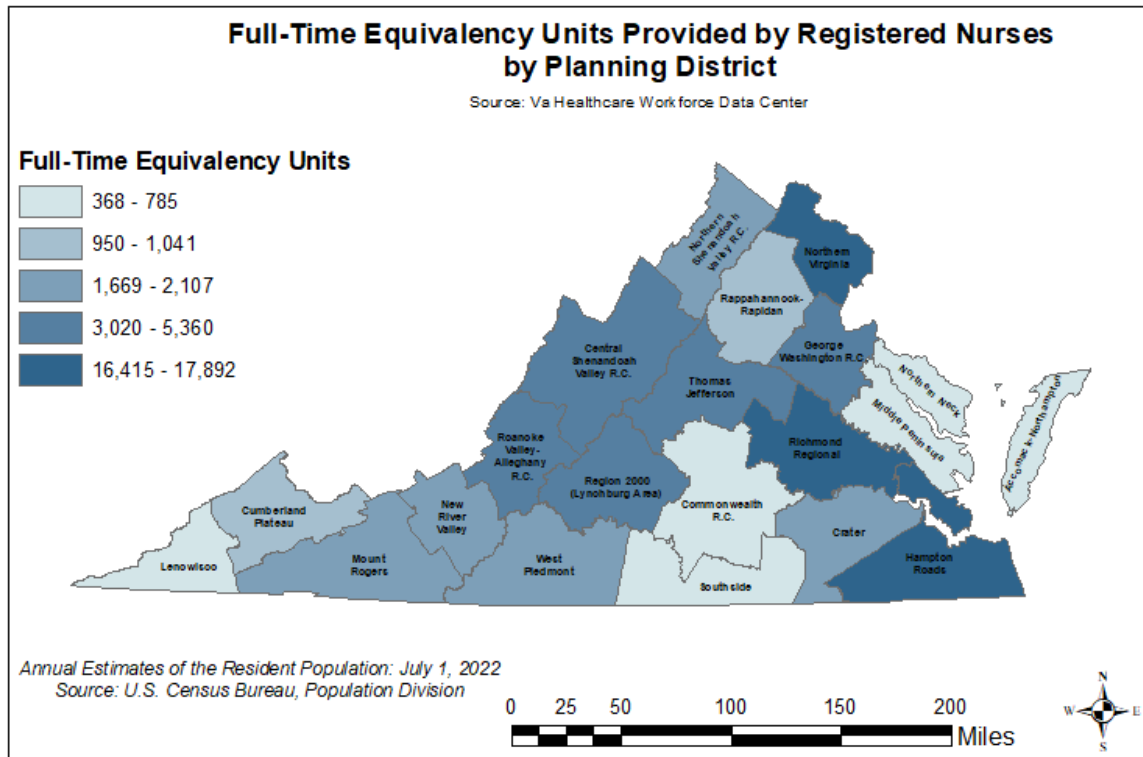 Full-Time Equivalency Units Provided by Registered Nurses
by Planning District
Source: Va Healthcare Workforce Data Center
Full-Time Equivalency Units
368 - 785
950 - 1,041
1,669 - 2,107
3,020 - 5,360
16,415 - 17,892
Northern
Shenandoah
Valley R.C.
Northern
Virginia
Rappahannock-
Rapidan
Central
Shenandoah
Valley R.C.
George
Washington R.C.
Thomas
Jefferson
Northern Neck
Middle Peninsula
Accomack-Northampton
Roanoke
Valley-
Alleghany
R.C.
Richmond
Regional
Region 2000
(Lynchburg Area)
Commonwealth
R.C.
Cumberland
Plateau
New
River
Valley
Crater
Lenowisco
Mount
Rogers
West
Piedmont
Southside
Hampton
Roads
Annual Estimates of the Resident Population: July 1, 2022
Source: U.S. Census Bureau, Population Division
0 25 50 100 150 200
Miles
N
W E
S